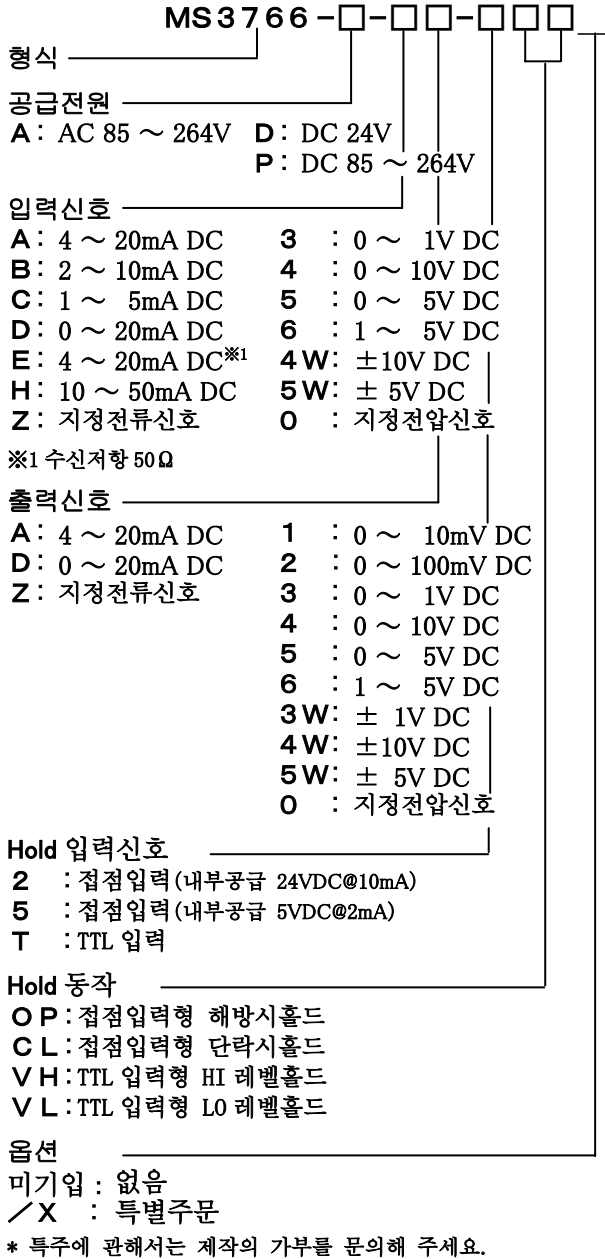 MS3766-□-□□-□□□
형식
공급전원
A: AC 85 ～ 264V D: DC 24V
P: DC 85 ～ 264V
입력신호
A: 4 ～ 20mA DC 3 : 0 ～ 1V DC
B: 2 ～ 10mA DC 4 : 0 ～ 10V DC
C: 1 ～ 5mA DC 5 : 0 ～ 5V DC
D: 0 ～ 20mA DC 6 : 1 ～ 5V DC
E: 4 ～ 20mA DC※1 4W: ±10V DC
H: 10 ～ 50mA DC 5W: ± 5V DC
Z: 지정전류신호 0 : 지정전압신호
※1 수신저항 50Ω
출력신호
A: 4 ～ 20mA DC 1 : 0 ～ 10mV DC
D: 0 ～ 20mA DC 2 : 0 ～ 100mV DC
Z: 지정전류신호 3 : 0 ～ 1V DC
4 : 0 ～ 10V DC
5 : 0 ～ 5V DC
6 : 1 ～ 5V DC
3W: ± 1V DC
4W: ±10V DC
5W: ± 5V DC
0 : 지정전압신호
Hold 입력신호
2 : 접점입력(내부공급 24VDC@10mA)
5 : 접점입력(내부공급 5VDC@2mA)
T : TTL 입력
Hold 동작
OP : 접점입력형 해방시홀드
CL : 접점입력형 단락시홀드
VH : TTL 입력형 HI 레벨홀드
VL : TTL 입력형 LO 레벨홀드
옵션
미기입 : 없음
／X : 특별주문
* 특주에 관해서는 제작의 가부를 문의해 주세요.